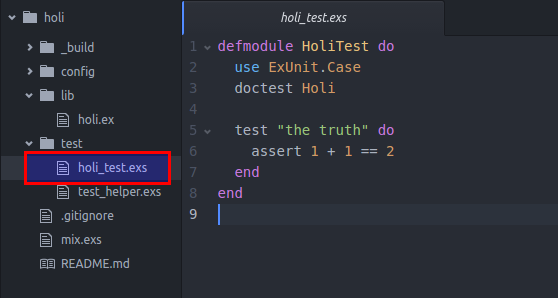 holi
_build
config
lib
holi.ex
test
holi_test.exs
test_helper.exs
.gitignore
mix.exs
README.md
holi_test.exs
1 defmodule HoliTest do
2   use ExUnit.Case
3   doctest Holi
4
5   test "the truth" do
6     assert 1 + 1 == 2
7   end
8 end
9